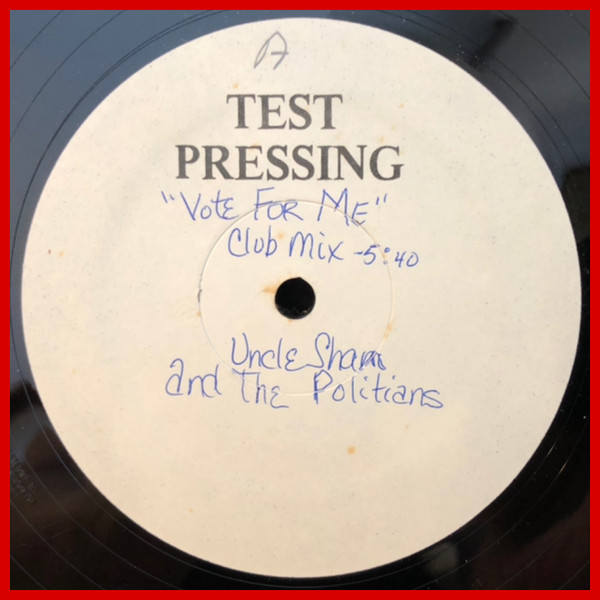 A
TEST
PRESSING
"Vote For Me"
Club Mix -5:40
Uncle Sham
and The Politians